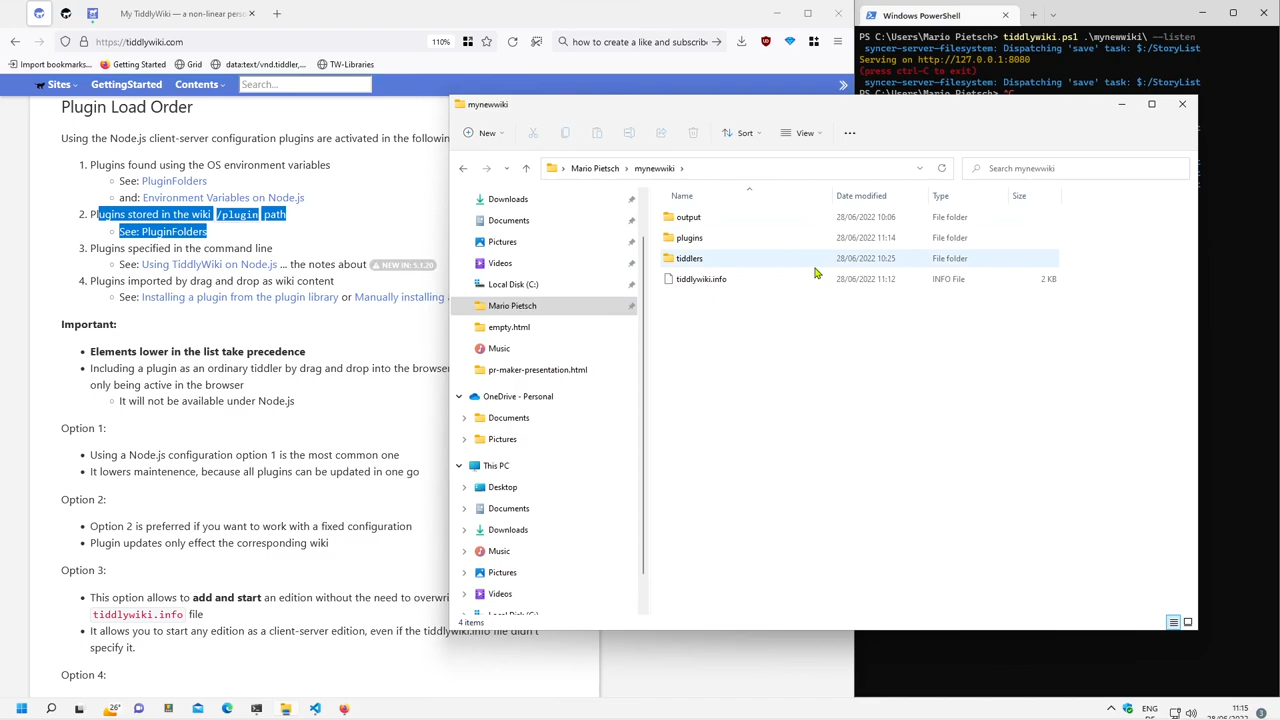 My TiddlyWiki — a non-linear pers
https://tiddlywiki.com
110%
how to create a like and subscribe
Import bookmarks...
Getting Started
Grid
data:text/vnd.tiddler,...
TW-Libraries
Sites
GettingStarted
Contents
Search...
Plugin Load Order
Using the Node.js client-server configuration plugins are activated in the following
1. Plugins found using the OS environment variables
See: PluginFolders
and: Environment Variables on Node.js
2. Plugins stored in the wiki /plugin path
See: PluginFolders
3. Plugins specified in the command line
See: Using TiddlyWiki on Node.js ... the notes about NEW IN: 5.1.20
4. Plugins imported by drag and drop as wiki content
See: Installing a plugin from the plugin library or Manually installing
Important:
Elements lower in the list take precedence
Including a plugin as an ordinary tiddler by drag and drop into the browser
only being active in the browser
It will not be available under Node.js
Option 1:
Using a Node.js configuration option 1 is the most common one
It lowers maintenence, because all plugins can be updated in one go
Option 2:
Option 2 is preferred if you want to work with a fixed configuration
Plugin updates only effect the corresponding wiki
Option 3:
This option allows to add and start an edition without the need to overwri
tiddlywiki.info file
It allows you to start any edition as a client-server edition, even if the tiddlywiki.info file didn't
specify it.
Option 4:
Windows PowerShell
PS C:\Users\Mario Pietsch> tiddlywiki.ps1 .\mynewwiki\ --listen
syncer-server-filesystem: Dispatching 'save' task: $:/StoryList
Serving on http://127.0.0.1:8080
(press ctrl-C to exit)
syncer-server-filesystem: Dispatching 'save' task: $:/StoryList
PS C:\Users\Mario Pietsch> ^C
mynewwiki
New
Sort
View
Mario Pietsch
mynewwiki
Search mynewwiki
Name
Date modified
Type
Size
output
28/06/2022 10:06
File folder
plugins
28/06/2022 11:14
File folder
tiddlers
28/06/2022 10:25
File folder
tiddlywiki.info
28/06/2022 11:12
INFO File
2 KB
Downloads
Documents
Pictures
Videos
Local Disk (C:)
Mario Pietsch
empty.html
Music
pr-maker-presentation.html
OneDrive - Personal
Documents
Pictures
This PC
Desktop
Documents
Downloads
Music
Pictures
Videos
Local Disk (C:)
4 items
26°
ENG
11:15
28/06/2022
3